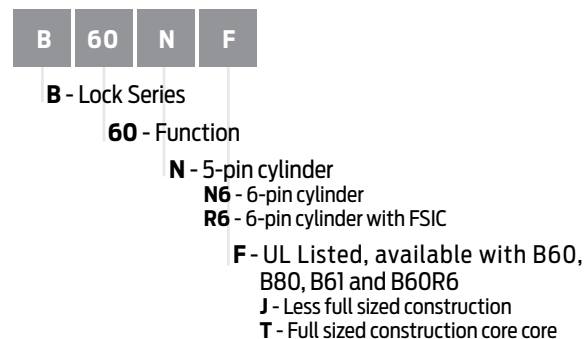 B 60 N F
B - Lock Series
60 - Function
N - 5-pin cylinder
N6 - 6-pin cylinder
R6 - 6-pin cylinder with FSIC
F - UL Listed, available with B60,
B80, B61 and B60R6
J - Less full sized construction
T - Full sized construction core core